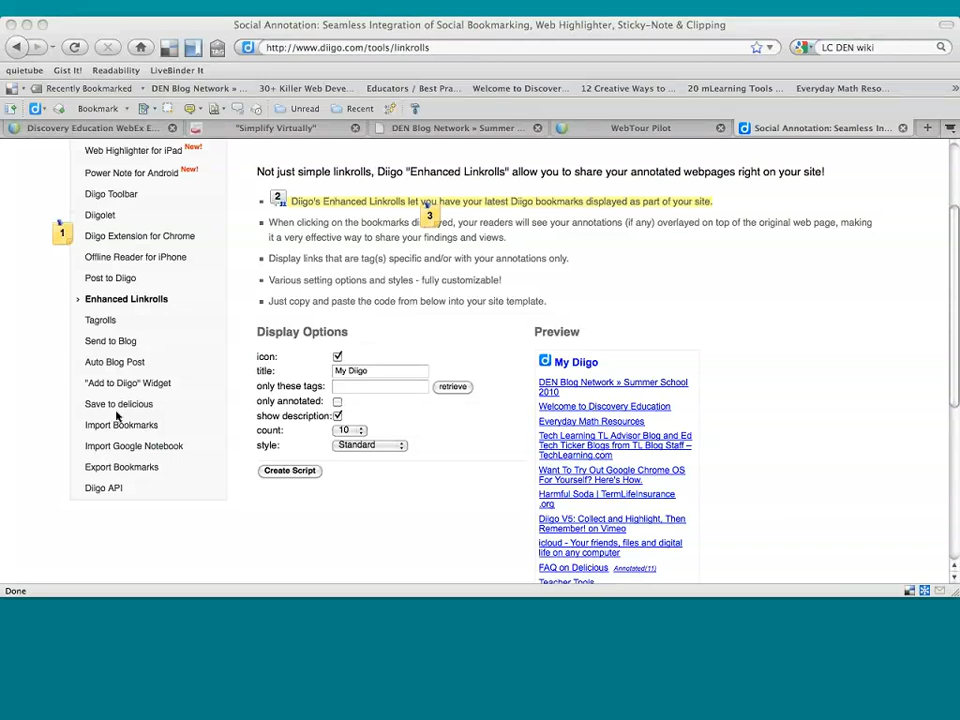 Social Annotation: Seamless Integration of Social Bookmarking, Web Highlighter, Sticky-Note & Clipping
http://www.diigo.com/tools/linkrolls
LC DEN wiki
quietube Gist It! Readability LiveBinder It
Recently Bookmarked DEN Blog Network » ... 30+ Killer Web Deve... Educators / Best Pra... Welcome to Discover... 12 Creative Ways to ... 20 mLearning Tools ... Everyday Math Reso...
Bookmark Unread Recent
Discovery Education WebEx E... "Simplify Virtually" DEN Blog Network » Summer ... WebTour Pilot Social Annotation: Seamless In...
Web Highlighter for iPad New!
Power Note for Android New!
Diigo Toolbar
Diigolet
1
Diigo Extension for Chrome
Offline Reader for iPhone
Post to Diigo
› Enhanced Linkrolls
Tagrolls
Send to Blog
Auto Blog Post
"Add to Diigo" Widget
Save to delicious
Import Bookmarks
Import Google Notebook
Export Bookmarks
Diigo API
Not just simple linkrolls, Diigo "Enhanced Linkrolls" allow you to share your annotated webpages right on your site!
2
Diigo's Enhanced Linkrolls let you have your latest Diigo bookmarks displayed as part of your site.
3
When clicking on the bookmarks di yed, your readers will see your annotations (if any) overlayed on top of the original web page, making
it a very effective way to share your findings and views.
Display links that are tag(s) specific and/or with your annotations only.
Various setting options and styles - fully customizable!
Just copy and paste the code from below into your site template.
Display Options
icon:
title: My Diigo
only these tags: retrieve
only annotated:
show description:
count: 10
style: Standard
Create Script
Preview
My Diigo
DEN Blog Network » Summer School
2010
Welcome to Discovery Education
Everyday Math Resources
Tech Learning TL Advisor Blog and Ed
Tech Ticker Blogs from TL Blog Staff –
TechLearning.com
Want To Try Out Google Chrome OS
For Yourself? Here's How.
Harmful Soda | TermLifeInsurance
.org
Diigo V5: Collect and Highlight, Then
Remember! on Vimeo
icloud - Your friends, files and digital
life on any computer
FAQ on Delicious Annotated(11)
Teacher Tools
Done